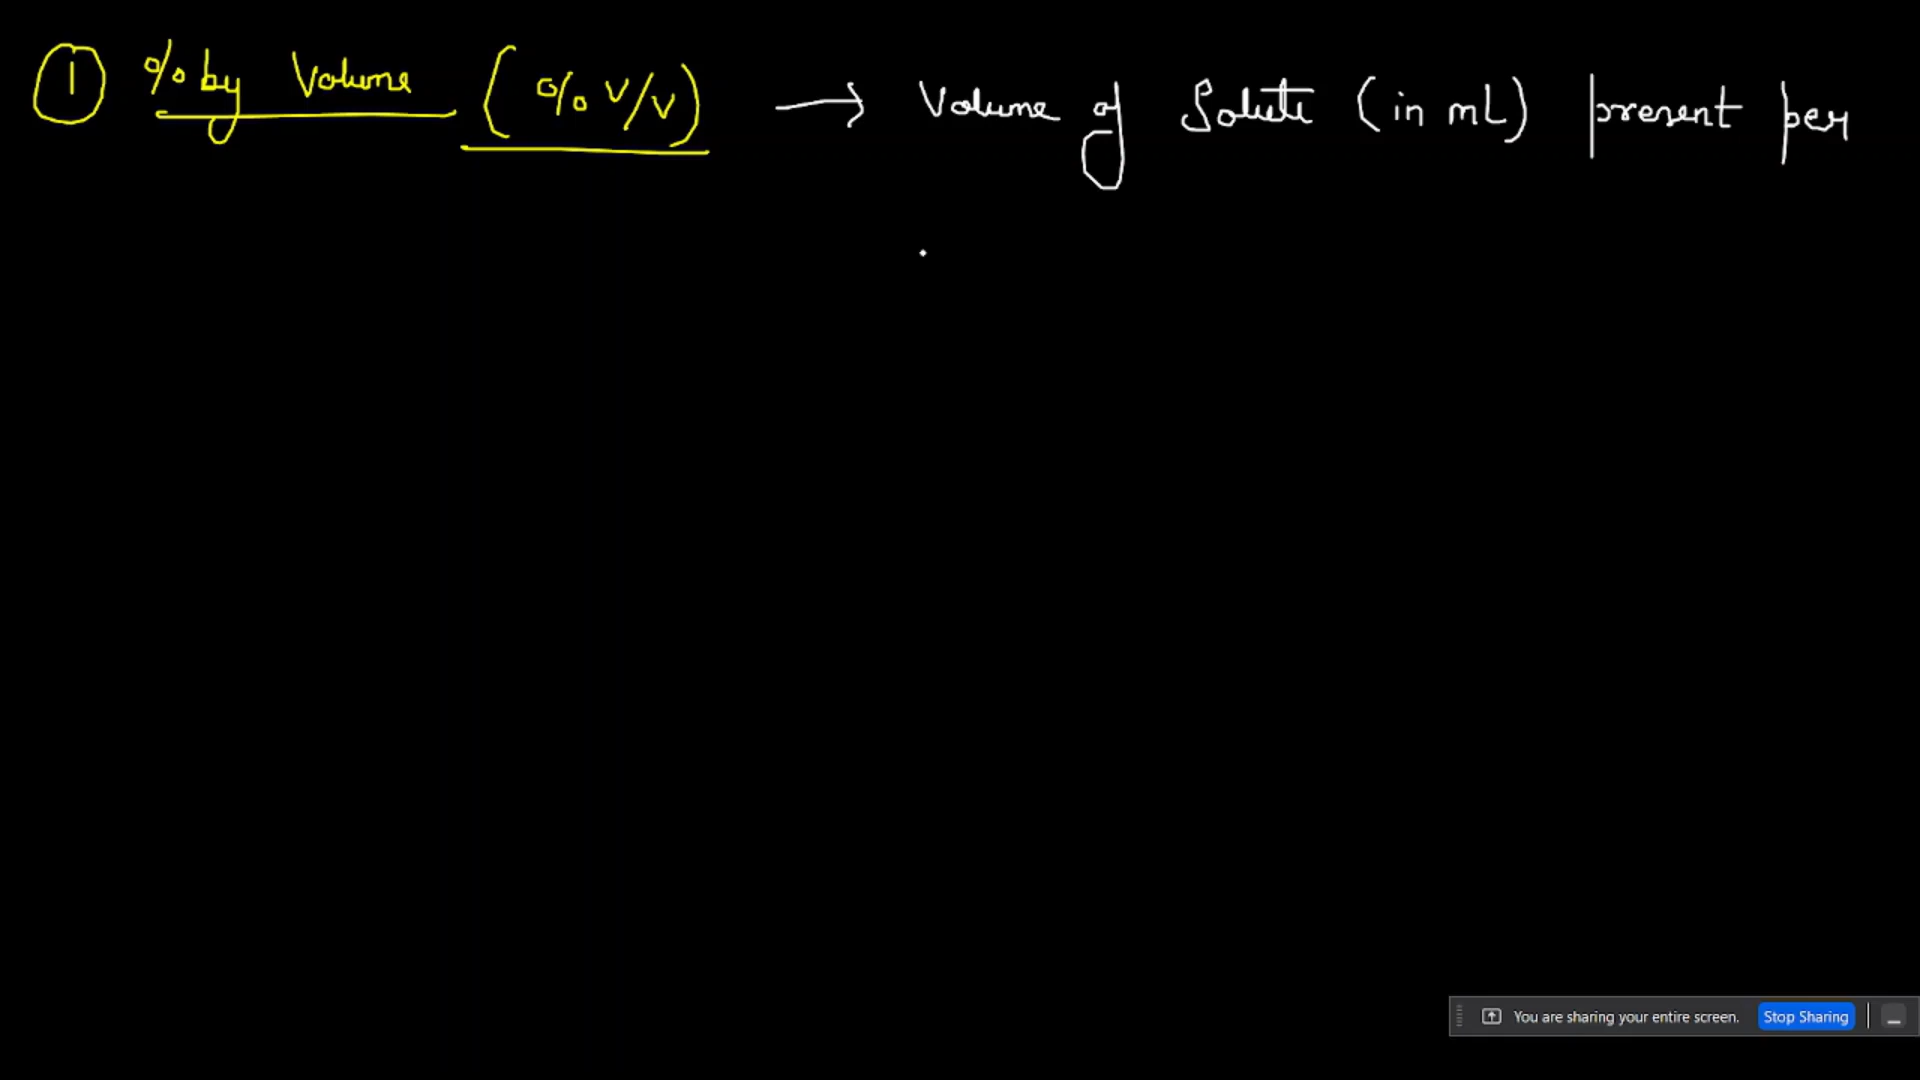 ① % by Volume (% V/V) → Volume of Solute (in mL) present per
You are sharing your entire screen. Stop Sharing